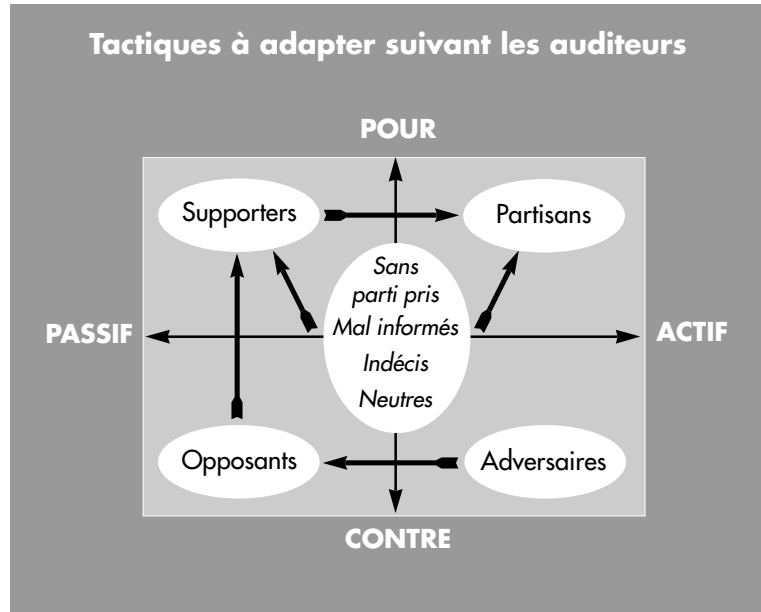 Tactiques à adapter suivant les auditeurs
POUR
Supporters
Partisans
Sans
parti pris
Mal informés
Indécis
Neutres
PASSIF
ACTIF
Opposants
Adversaires
CONTRE